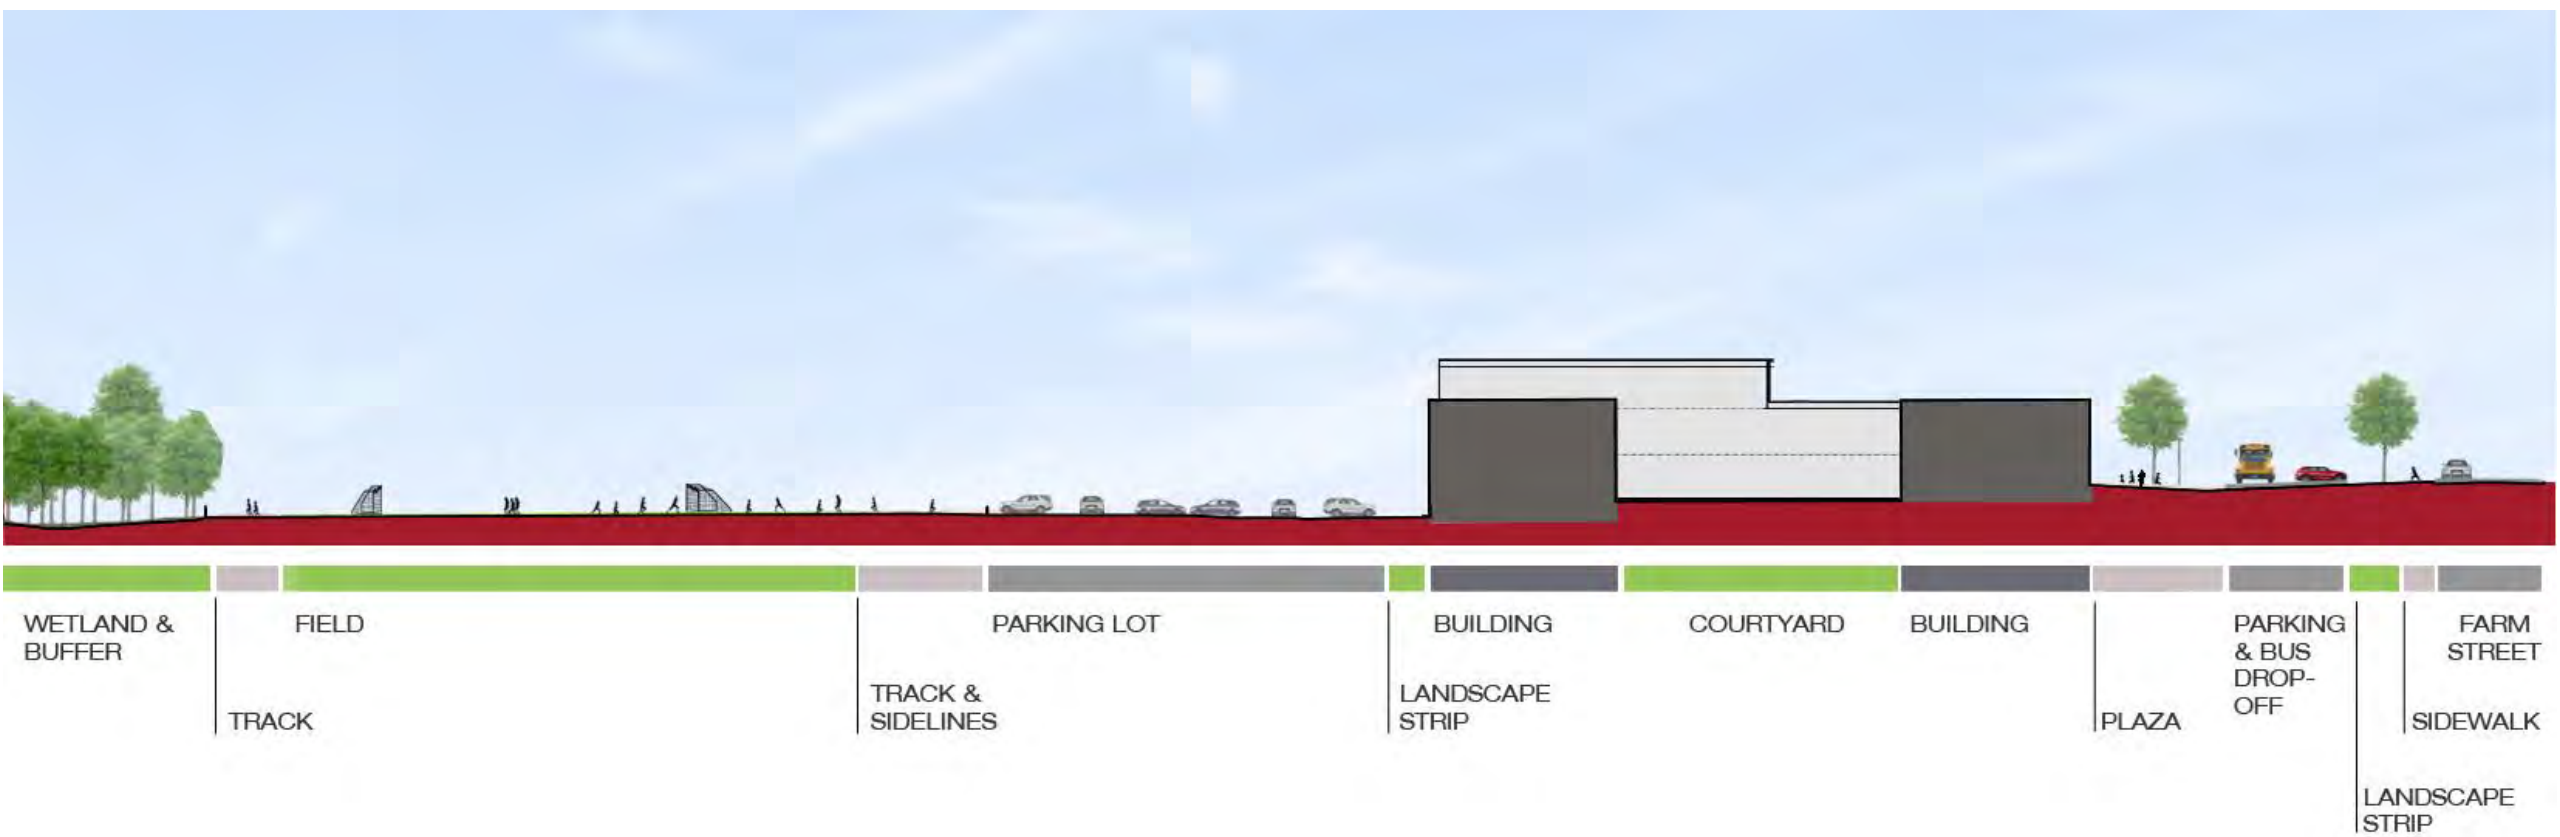 WETLAND &
BUFFER
TRACK
FIELD
TRACK &
SIDELINES
PARKING LOT
LANDSCAPE
STRIP
BUILDING
COURTYARD
BUILDING
PLAZA
PARKING
& BUS
DROP-
OFF
LANDSCAPE
STRIP
SIDEWALK
FARM
STREET